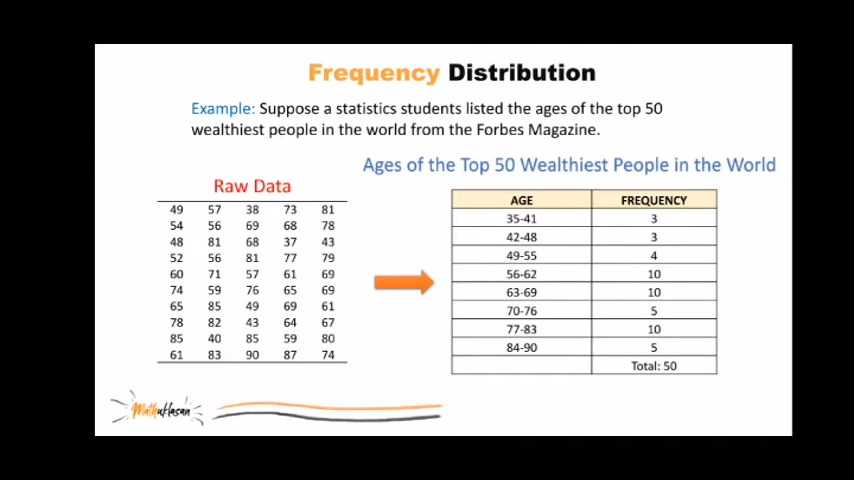 Frequency Distribution
Example: Suppose a statistics students listed the ages of the top 50
wealthiest people in the world from the Forbes Magazine.
Ages of the Top 50 Wealthiest People in the World
Raw Data
49 57 38 73 81
54 56 69 68 78
48 81 68 37 43
52 56 81 77 79
60 71 57 61 69
74 59 76 65 69
65 85 49 69 61
78 82 43 64 67
85 40 85 59 80
61 83 90 87 74
AGE FREQUENCY
35-41 3
42-48 3
49-55 4
56-62 10
63-69 10
70-76 5
77-83 10
84-90 5
Total: 50
Mathuklasan